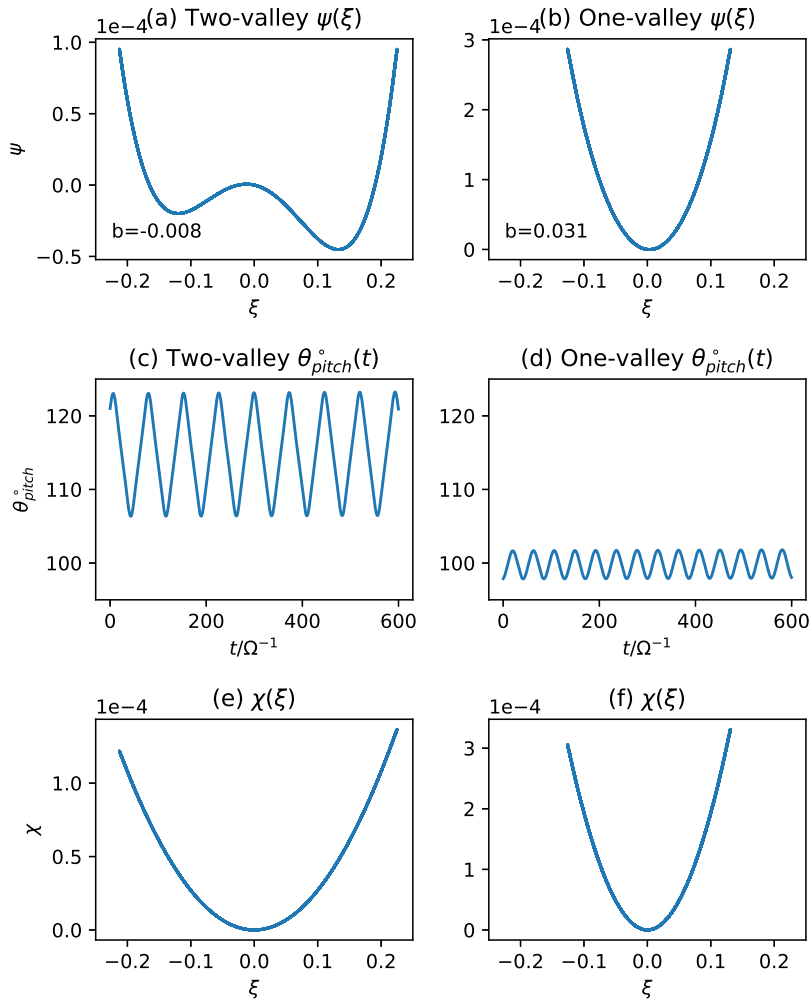 (a) Two-valley ψ(ξ)
1e−4
1.0
0.5
0.0
−0.5
ψ
b=-0.008
−0.2 −0.1 0.0 0.1 0.2
ξ
(b) One-valley ψ(ξ)
1e−4
3
2
1
0
b=0.031
−0.2 −0.1 0.0 0.1 0.2
ξ
(c) Two-valley θ°pitch(t)
120
110
100
θ°pitch
0 200 400 600
t/Ω⁻¹
(d) One-valley θ°pitch(t)
120
110
100
0 200 400 600
t/Ω⁻¹
(e) χ(ξ)
1e−4
1.0
0.5
0.0
χ
−0.2 −0.1 0.0 0.1 0.2
ξ
(f) χ(ξ)
1e−4
3
2
1
0
−0.2 −0.1 0.0 0.1 0.2
ξ